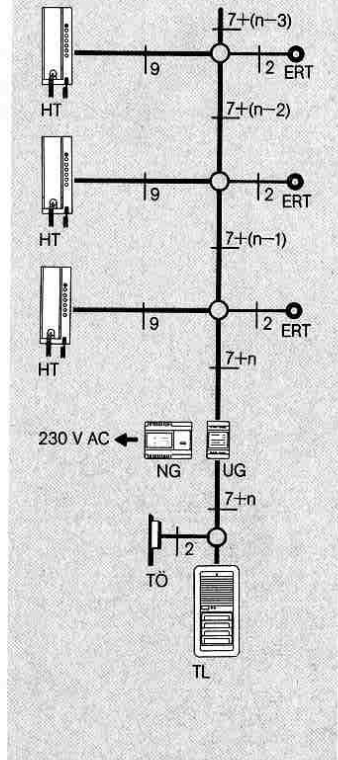 7+(n−3)
9
2
ERT
HT
7+(n−2)
9
2
ERT
HT
7+(n−1)
9
2
ERT
HT
7+n
230 V AC
NG
UG
7+n
2
TÖ
TL